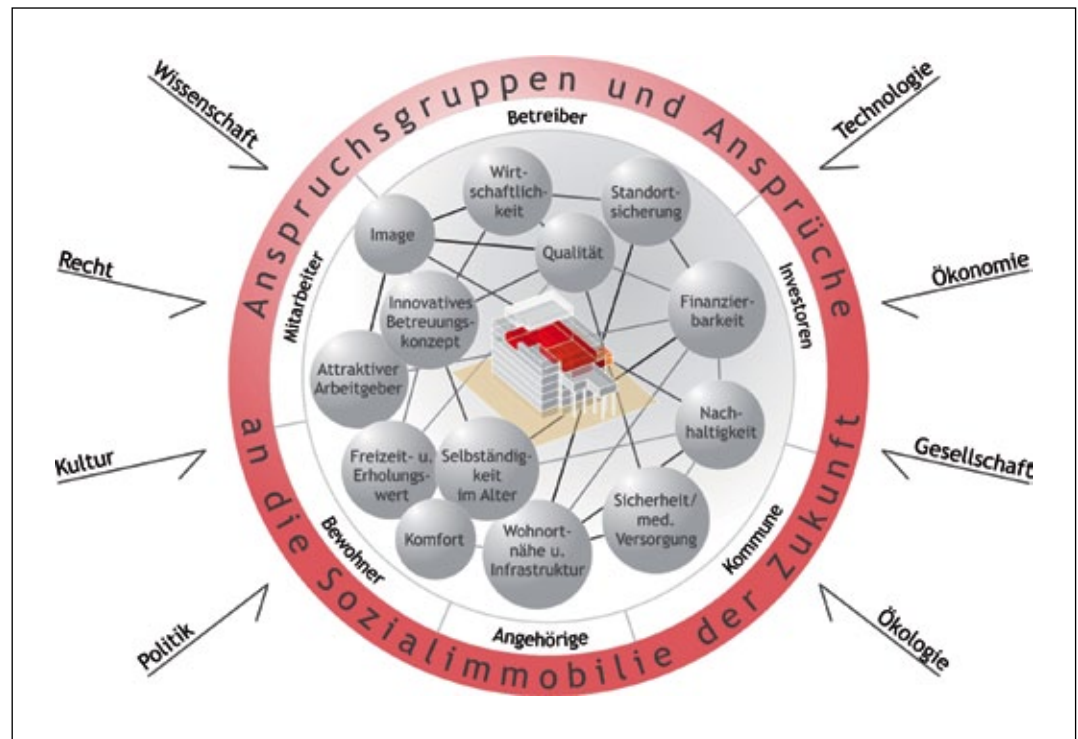 Anspruchsgruppen und Ansprüche
an die Sozialimmobilie der Zukunft
Wissenschaft
Recht
Kultur
Politik
Technologie
Ökonomie
Gesellschaft
Ökologie
Betreiber
Investoren
Kommune
Angehörige
Bewohner
Mitarbeiter
Wirt-
schaftlich-
keit
Standort-
sicherung
Image
Qualität
Innovatives
Betreuungs-
konzept
Finanzier-
barkeit
Attraktiver
Arbeitgeber
Nach-
haltigkeit
Freizeit- u.
Erholungs-
wert
Selbständig-
keit
im Alter
Sicherheit/
med.
Versorgung
Komfort
Wohnort-
nähe u.
Infrastruktur